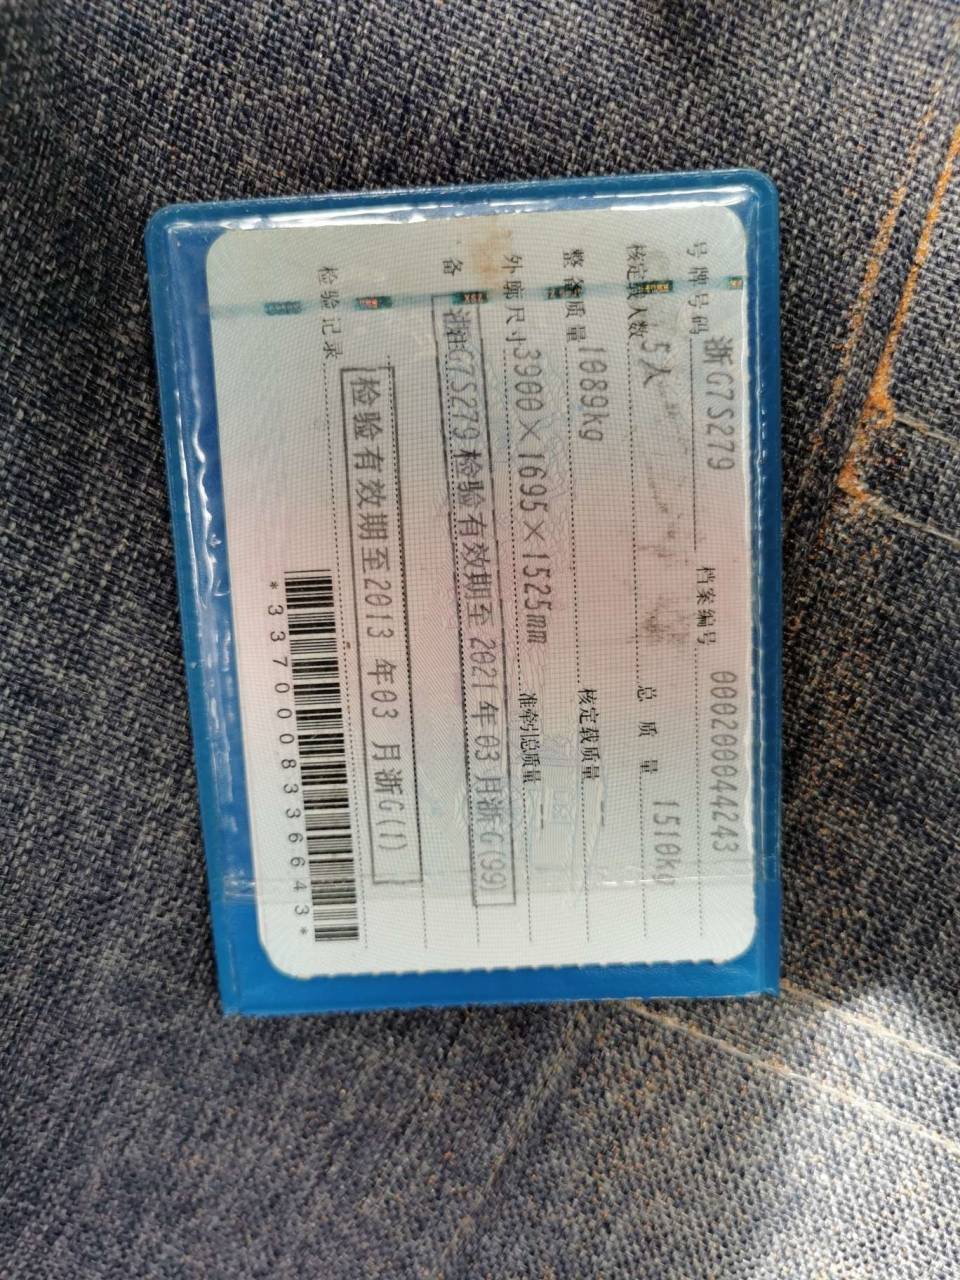 号牌号码 浙G7S279 档案编号 000200044243
核定载人数 5人 总质量 1510kg
整备质量 1089kg 核定载质量
外廓尺寸 3900×1695×1525mm 准牵引总质量
备 浙G7S279检验有效期至2021年03月浙G(99)
检验有效期至2013年03月浙G(1)
检验记录
*3370008336643*